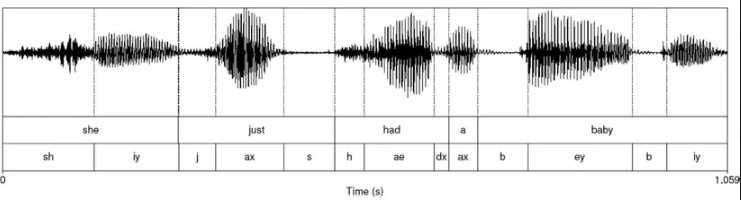 she just had a baby
sh iy j ax s h ae dx ax b ey b iy
0 1.059
Time (s)